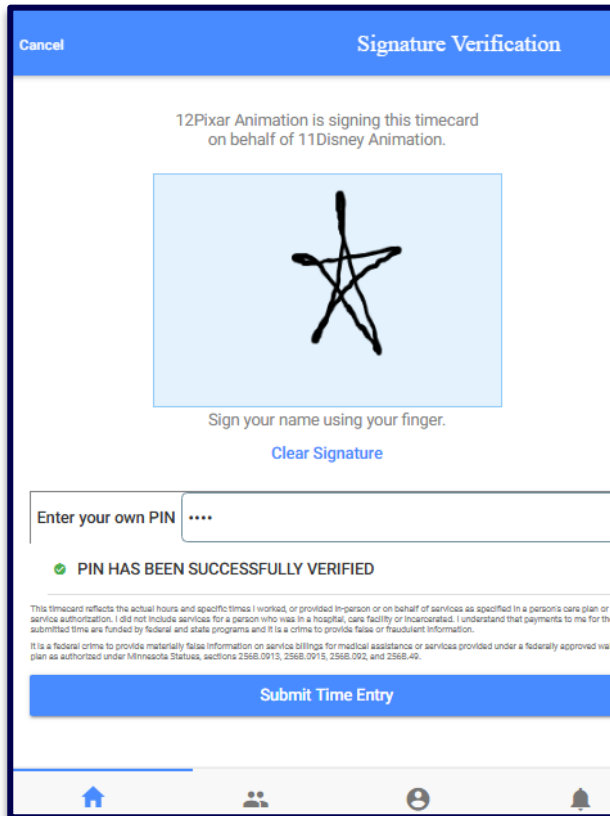 Cancel
Signature Verification
12Pixar Animation is signing this timecard
on behalf of 11Disney Animation.
Sign your name using your finger.
Clear Signature
Enter your own PIN ····
PIN HAS BEEN SUCCESSFULLY VERIFIED
This timecard reflects the actual hours and specific times I worked, or provided in-person or on behalf of services as specified in a person's care plan or
service authorization. I did not include services for a person who was in a hospital, care facility or incarcerated. I understand that payments to me for the
submitted time are funded by federal and state programs and it is a crime to provide false or fraudulent information.
It is a federal crime to provide materially false information on service billings for medical assistance or services provided under a federally approved wa
plan as authorized under Minnesota Statues, sections 256B.0913, 256B.0915, 256B.092, and 256B.49.
Submit Time Entry